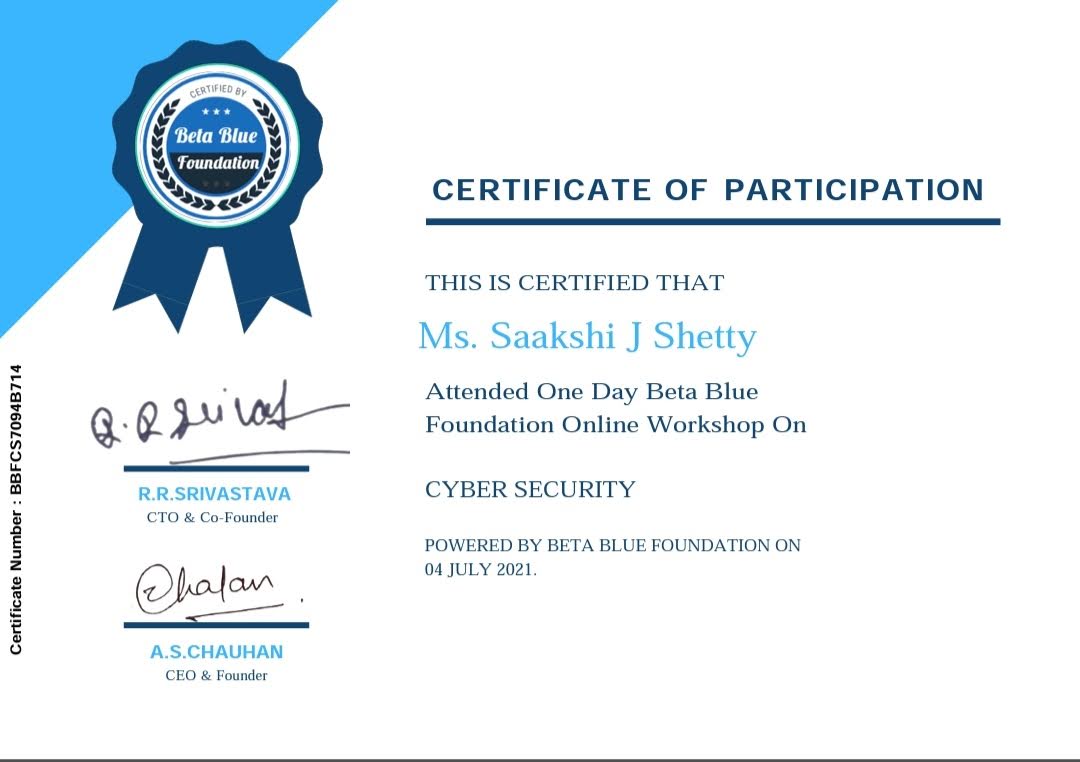 CERTIFIED BY
Beta Blue
Foundation
CERTIFICATE OF PARTICIPATION
THIS IS CERTIFIED THAT
Ms. Saakshi J Shetty
Attended One Day Beta Blue
Foundation Online Workshop On
CYBER SECURITY
POWERED BY BETA BLUE FOUNDATION ON
04 JULY 2021.
R.R.SRIVASTAVA
CTO & Co-Founder
A.S.CHAUHAN
CEO & Founder
Certificate Number : BBFCS7094B714